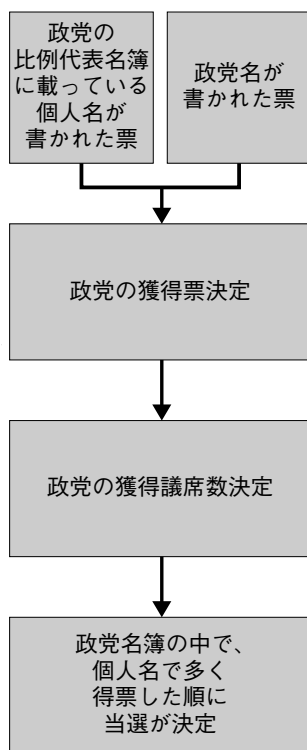 政党の
比例代表名簿
に載っている
個人名が
書かれた票
政党名が
書かれた票
政党の獲得票決定
政党の獲得議席数決定
政党名簿の中で、
個人名で多く
得票した順に
当選が決定